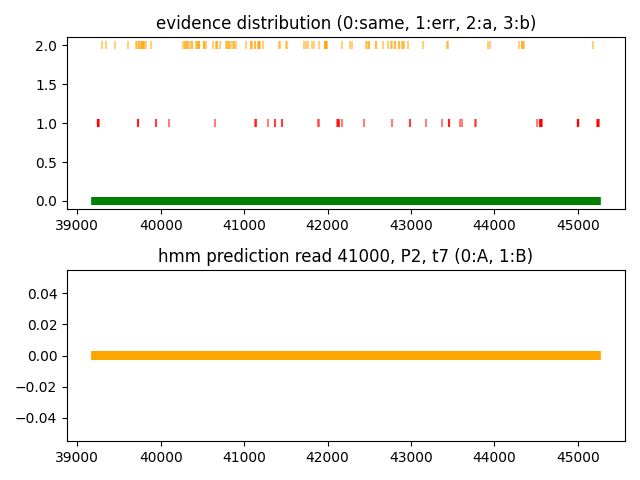 evidence distribution (0:same, 1:err, 2:a, 3:b)
2.0
1.5
1.0
0.5
0.0
39000 40000 41000 42000 43000 44000 45000
hmm prediction read 41000, P2, t7 (0:A, 1:B)
0.04
0.02
0.00
−0.02
−0.04
39000 40000 41000 42000 43000 44000 45000